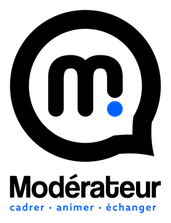 m.
Modérateur
cadrer • animer • échanger